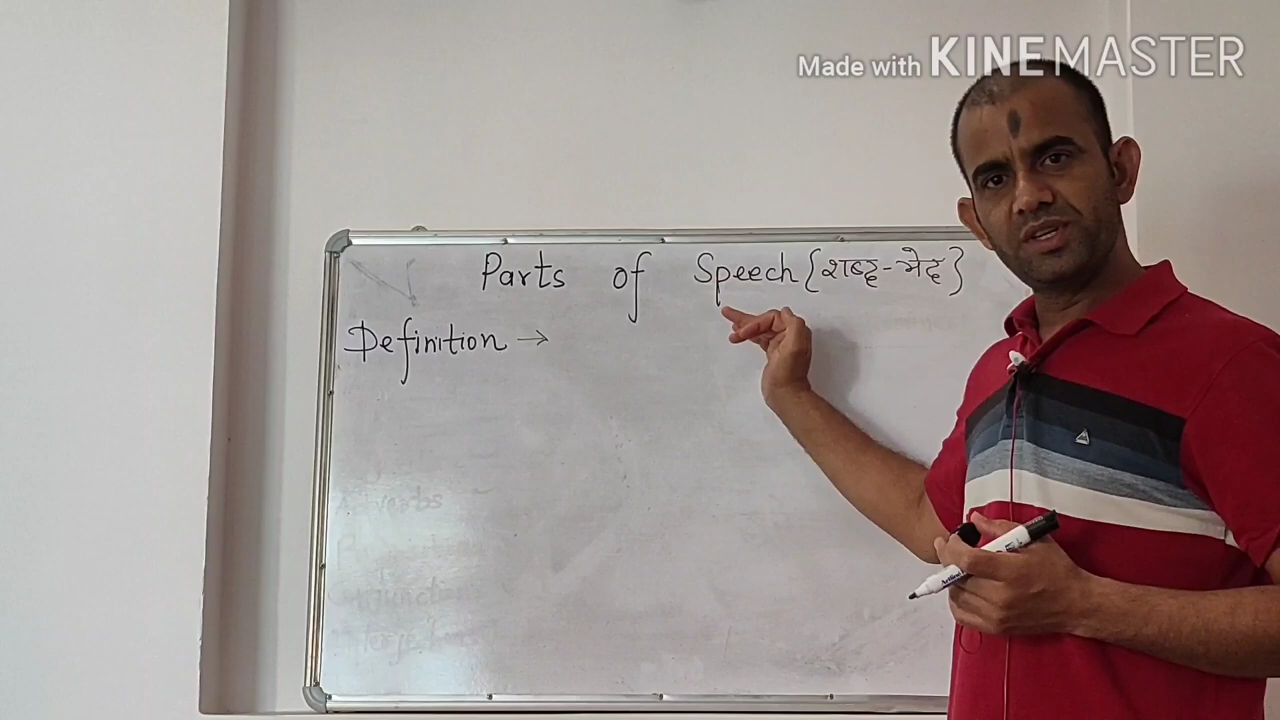 Made with KINEMASTER
Parts of Speech {शब्द-भेद}
Definition →